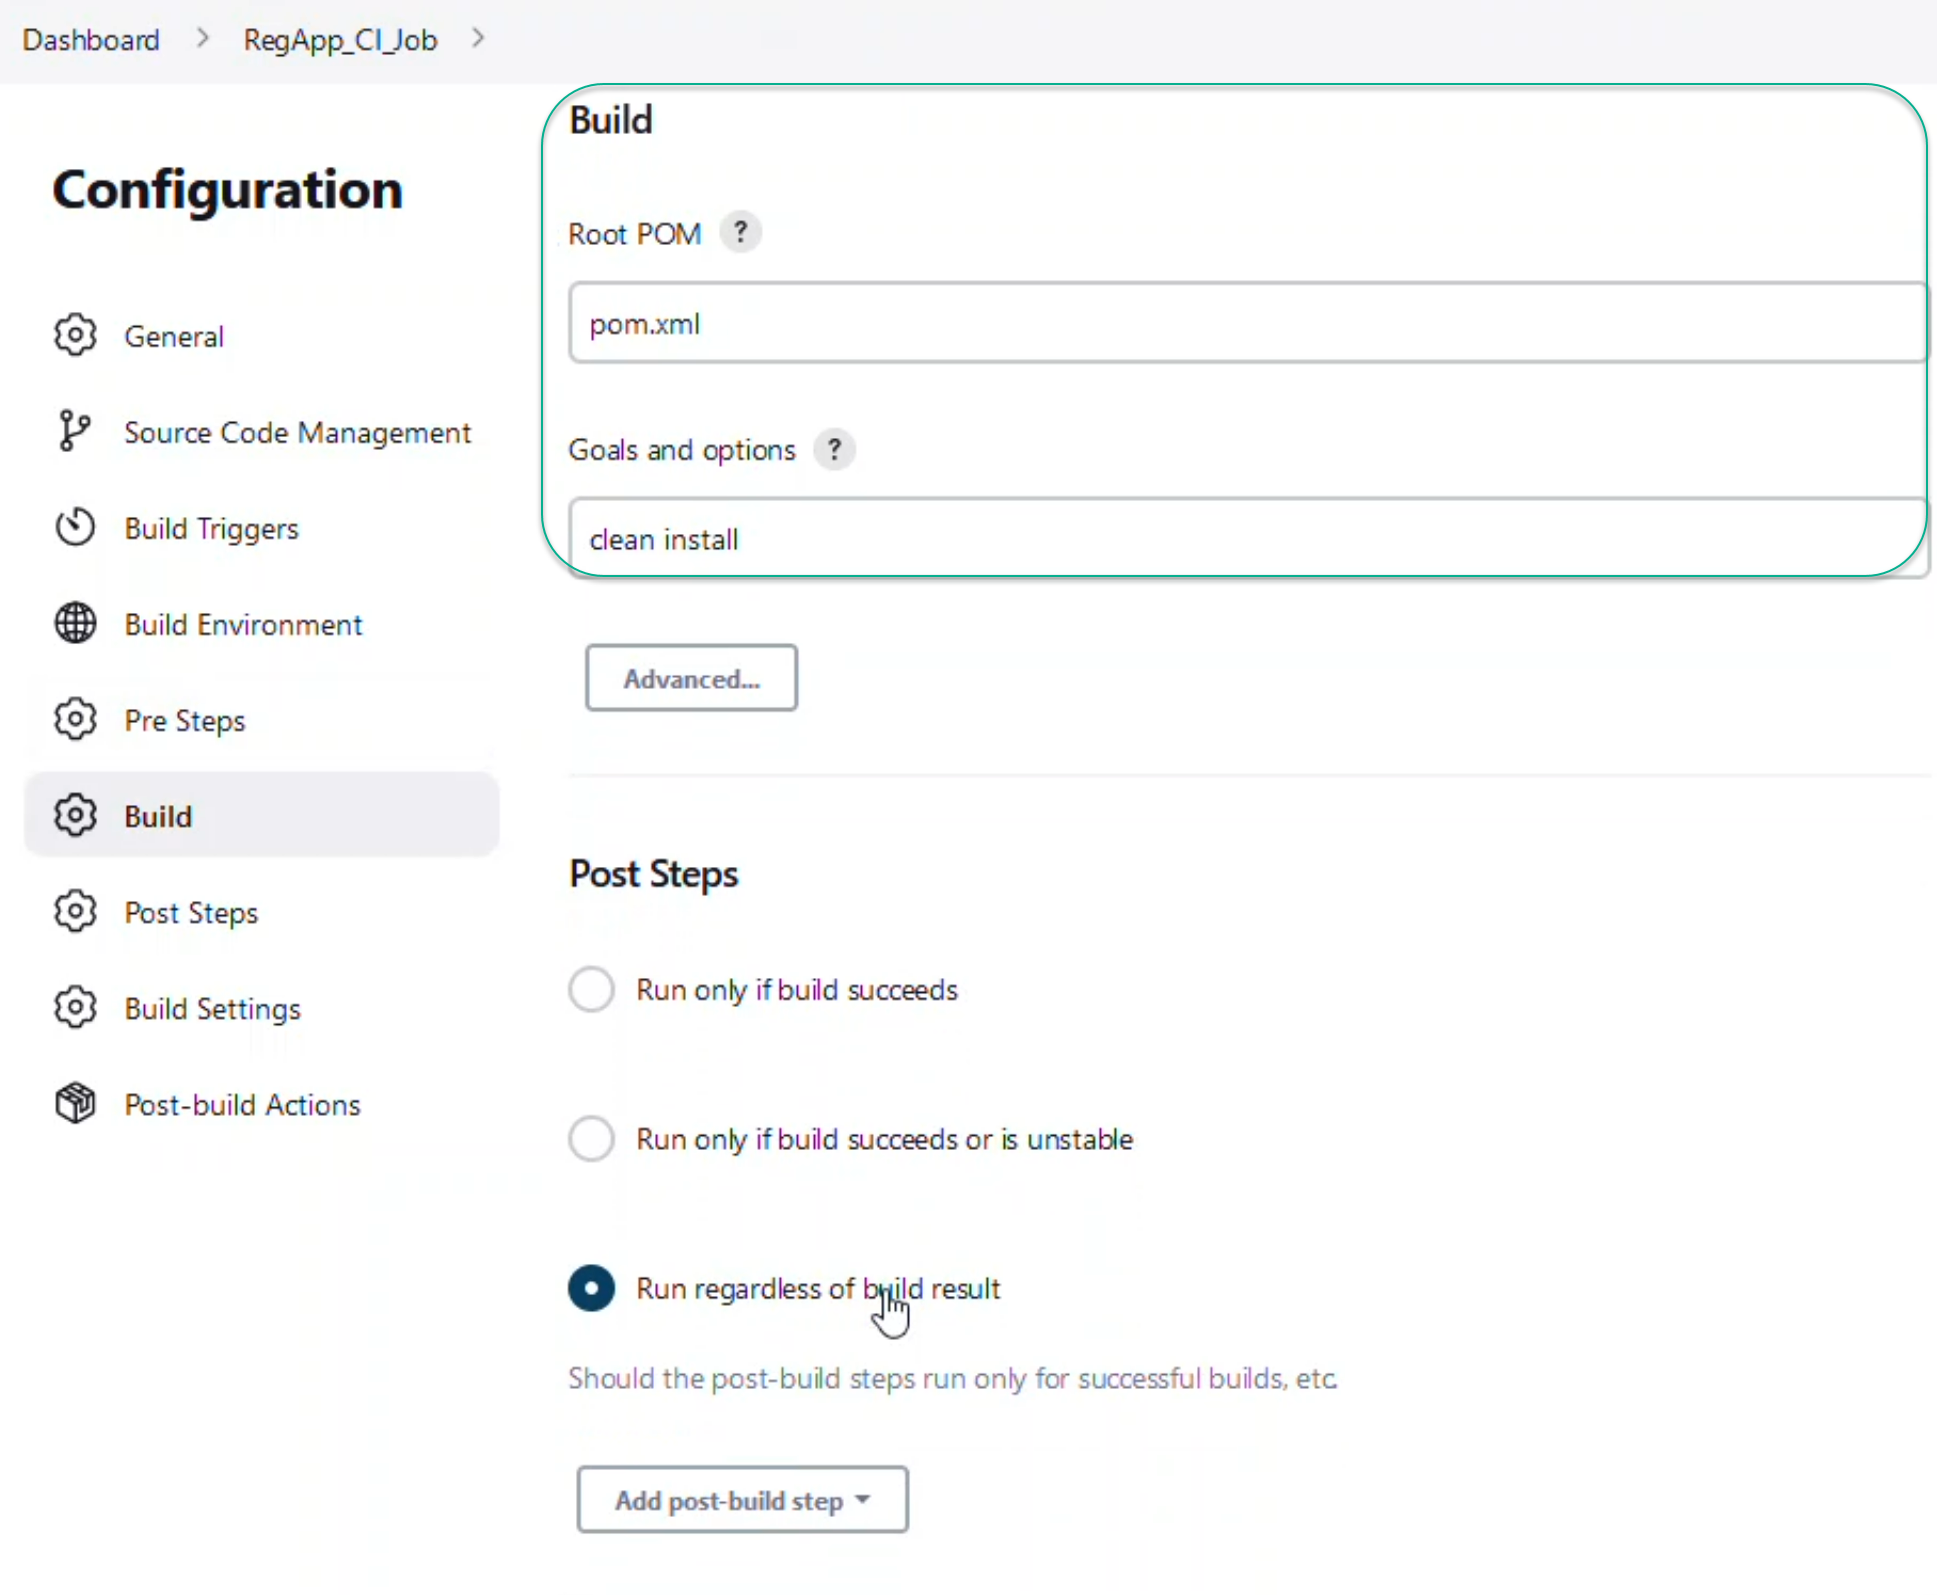 Dashboard > RegApp_CI_Job >
Configuration
General
Source Code Management
Build Triggers
Build Environment
Pre Steps
Build
Post Steps
Build Settings
Post-build Actions
Build
Root POM ?
pom.xml
Goals and options ?
clean install
Advanced...
Post Steps
Run only if build succeeds
Run only if build succeeds or is unstable
Run regardless of build result
Should the post-build steps run only for successful builds, etc.
Add post-build step